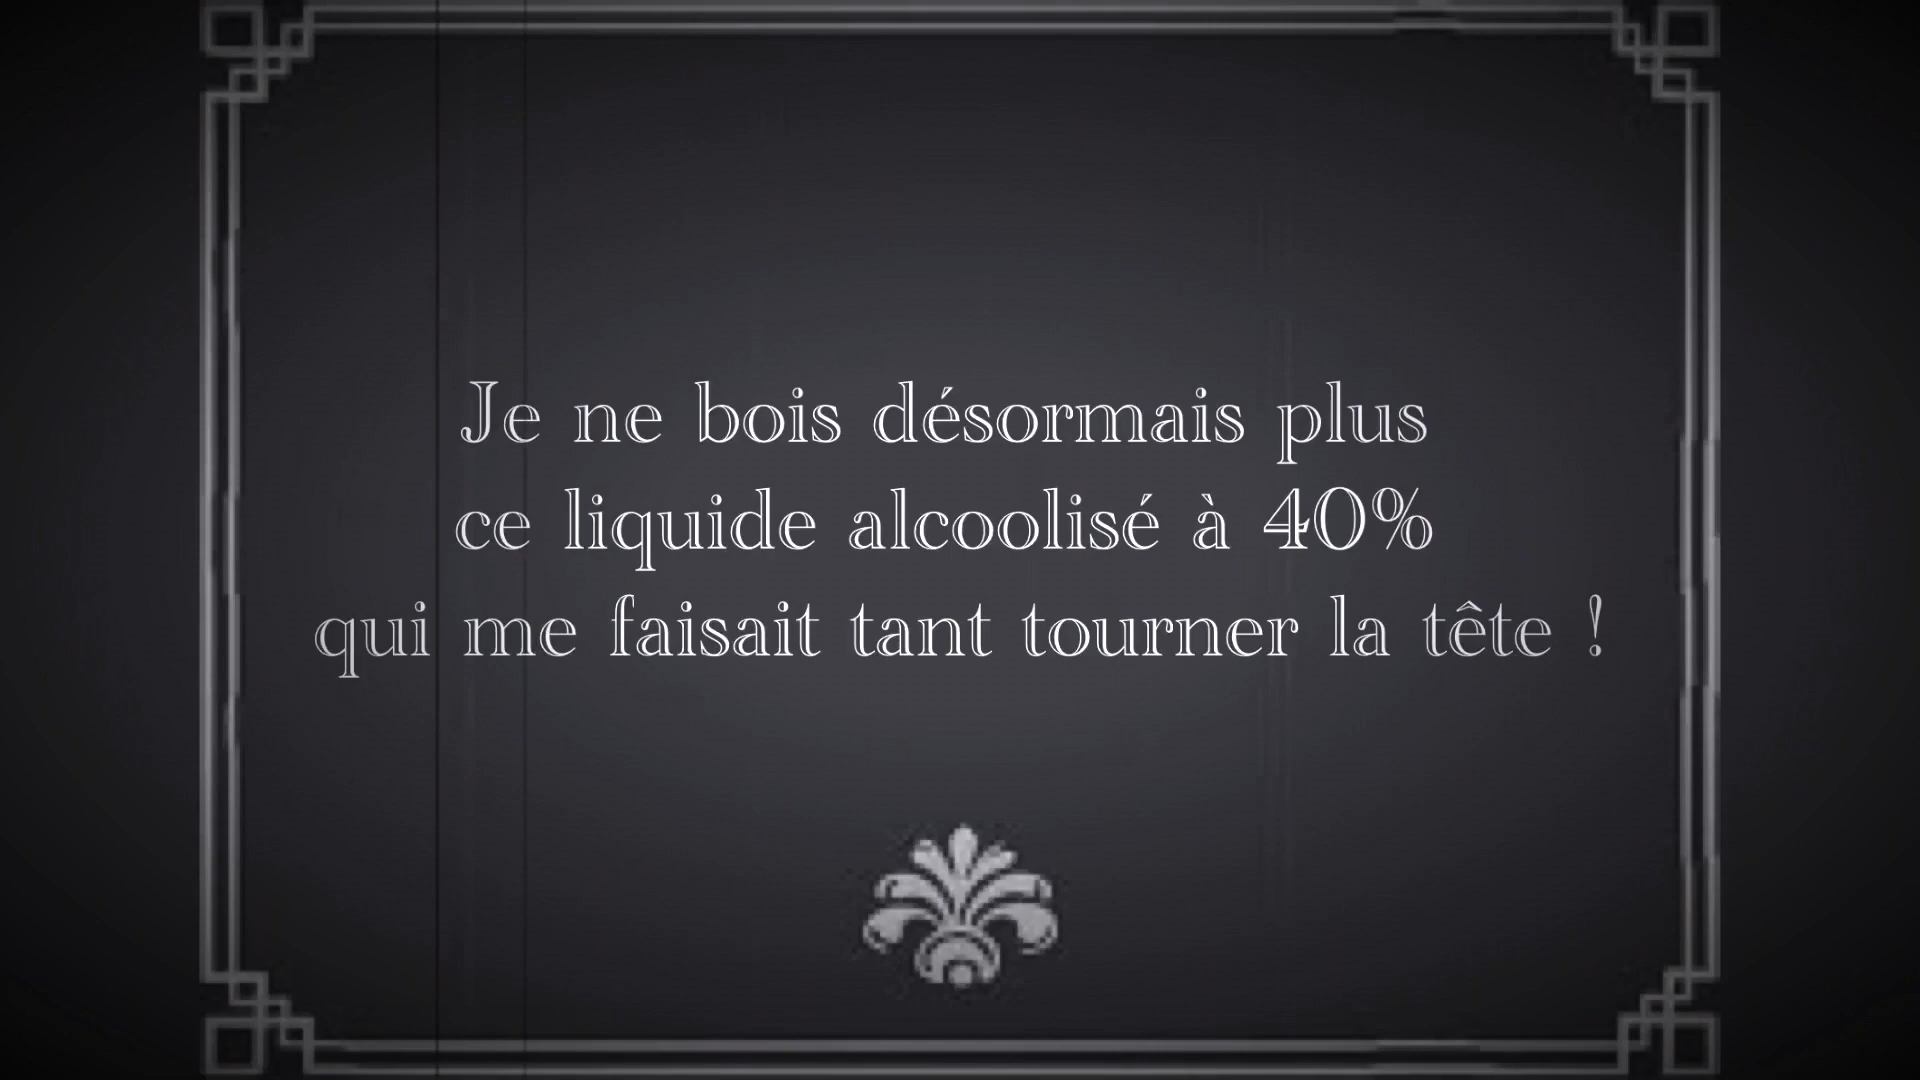 Je ne bois désormais plus
ce liquide alcoolisé à 40%
qui me faisait tant tourner la tête !